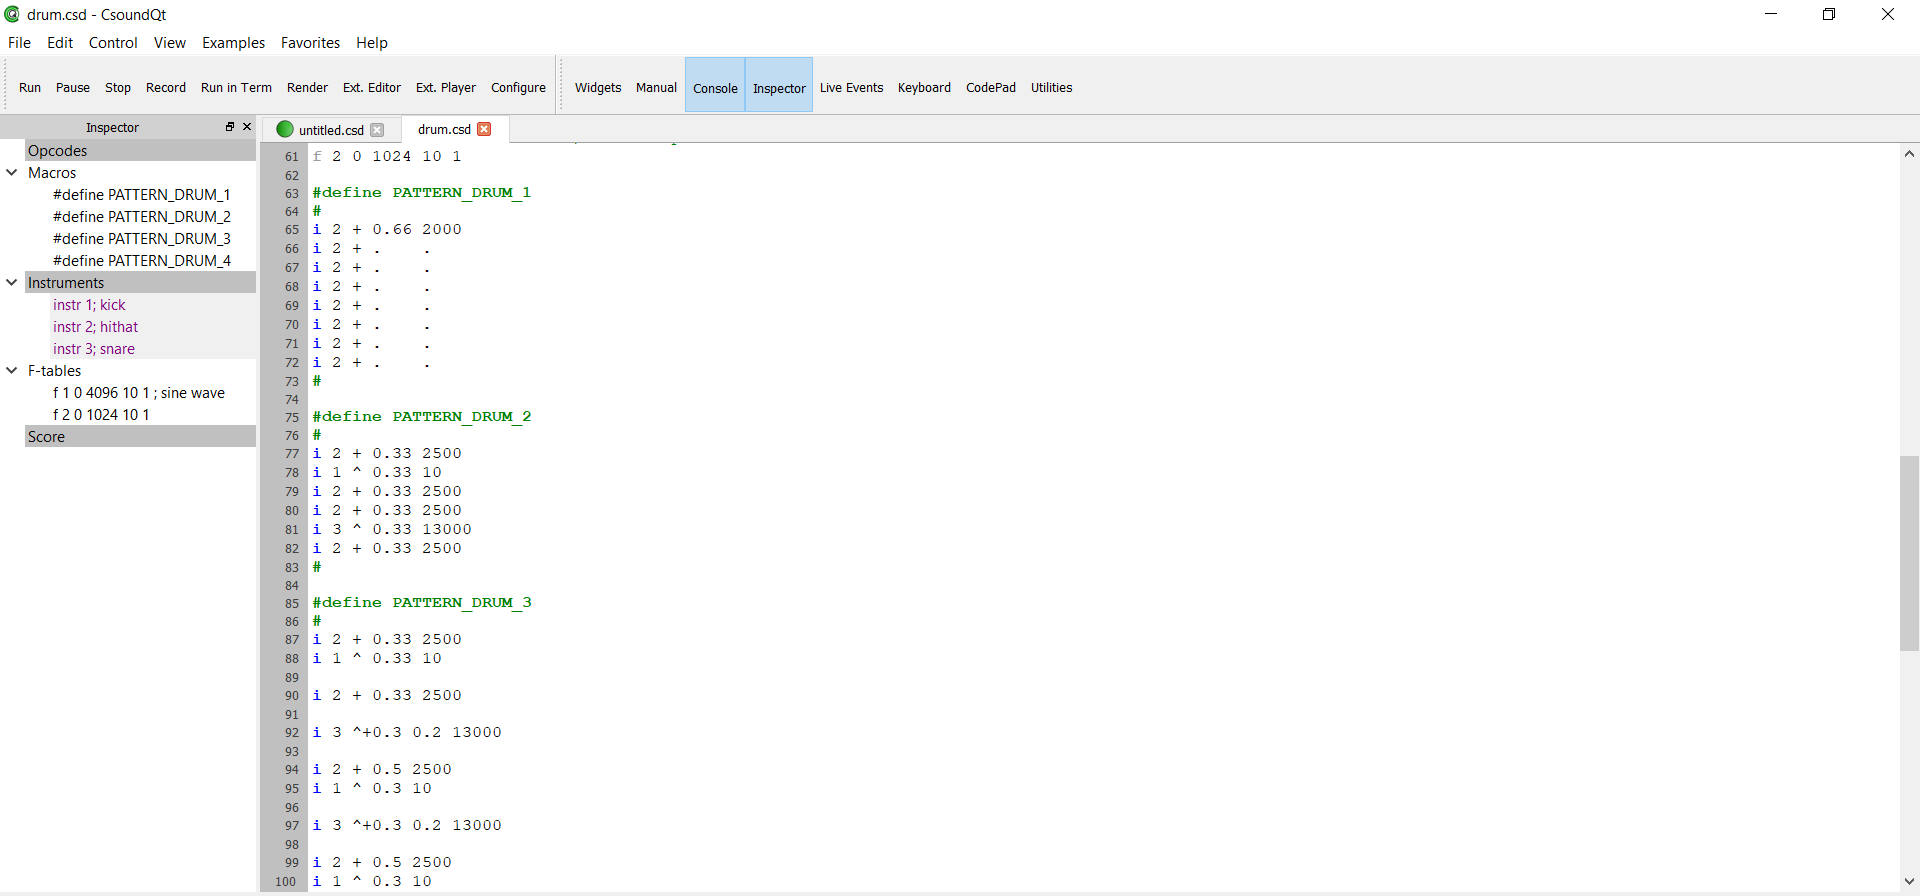 drum.csd - CsoundQt
File Edit Control View Examples Favorites Help
Run Pause Stop Record Run in Term Render Ext. Editor Ext. Player Configure Widgets Manual Console Inspector Live Events Keyboard CodePad Utilities
Inspector
Opcodes
Macros
#define PATTERN_DRUM_1
#define PATTERN_DRUM_2
#define PATTERN_DRUM_3
#define PATTERN_DRUM_4
Instruments
instr 1; kick
instr 2; hithat
instr 3; snare
F-tables
f 1 0 4096 10 1 ; sine wave
f 2 0 1024 10 1
Score
untitled.csd drum.csd
61 f 2 0 1024 10 1
62
63 #define PATTERN_DRUM_1
64 #
65 i 2 + 0.66 2000
66 i 2 + . .
67 i 2 + . .
68 i 2 + . .
69 i 2 + . .
70 i 2 + . .
71 i 2 + . .
72 i 2 + . .
73 #
74
75 #define PATTERN_DRUM_2
76 #
77 i 2 + 0.33 2500
78 i 1 ^ 0.33 10
79 i 2 + 0.33 2500
80 i 2 + 0.33 2500
81 i 3 ^ 0.33 13000
82 i 2 + 0.33 2500
83 #
84
85 #define PATTERN_DRUM_3
86 #
87 i 2 + 0.33 2500
88 i 1 ^ 0.33 10
89
90 i 2 + 0.33 2500
91
92 i 3 ^+0.3 0.2 13000
93
94 i 2 + 0.5 2500
95 i 1 ^ 0.3 10
96
97 i 3 ^+0.3 0.2 13000
98
99 i 2 + 0.5 2500
100 i 1 ^ 0.3 10